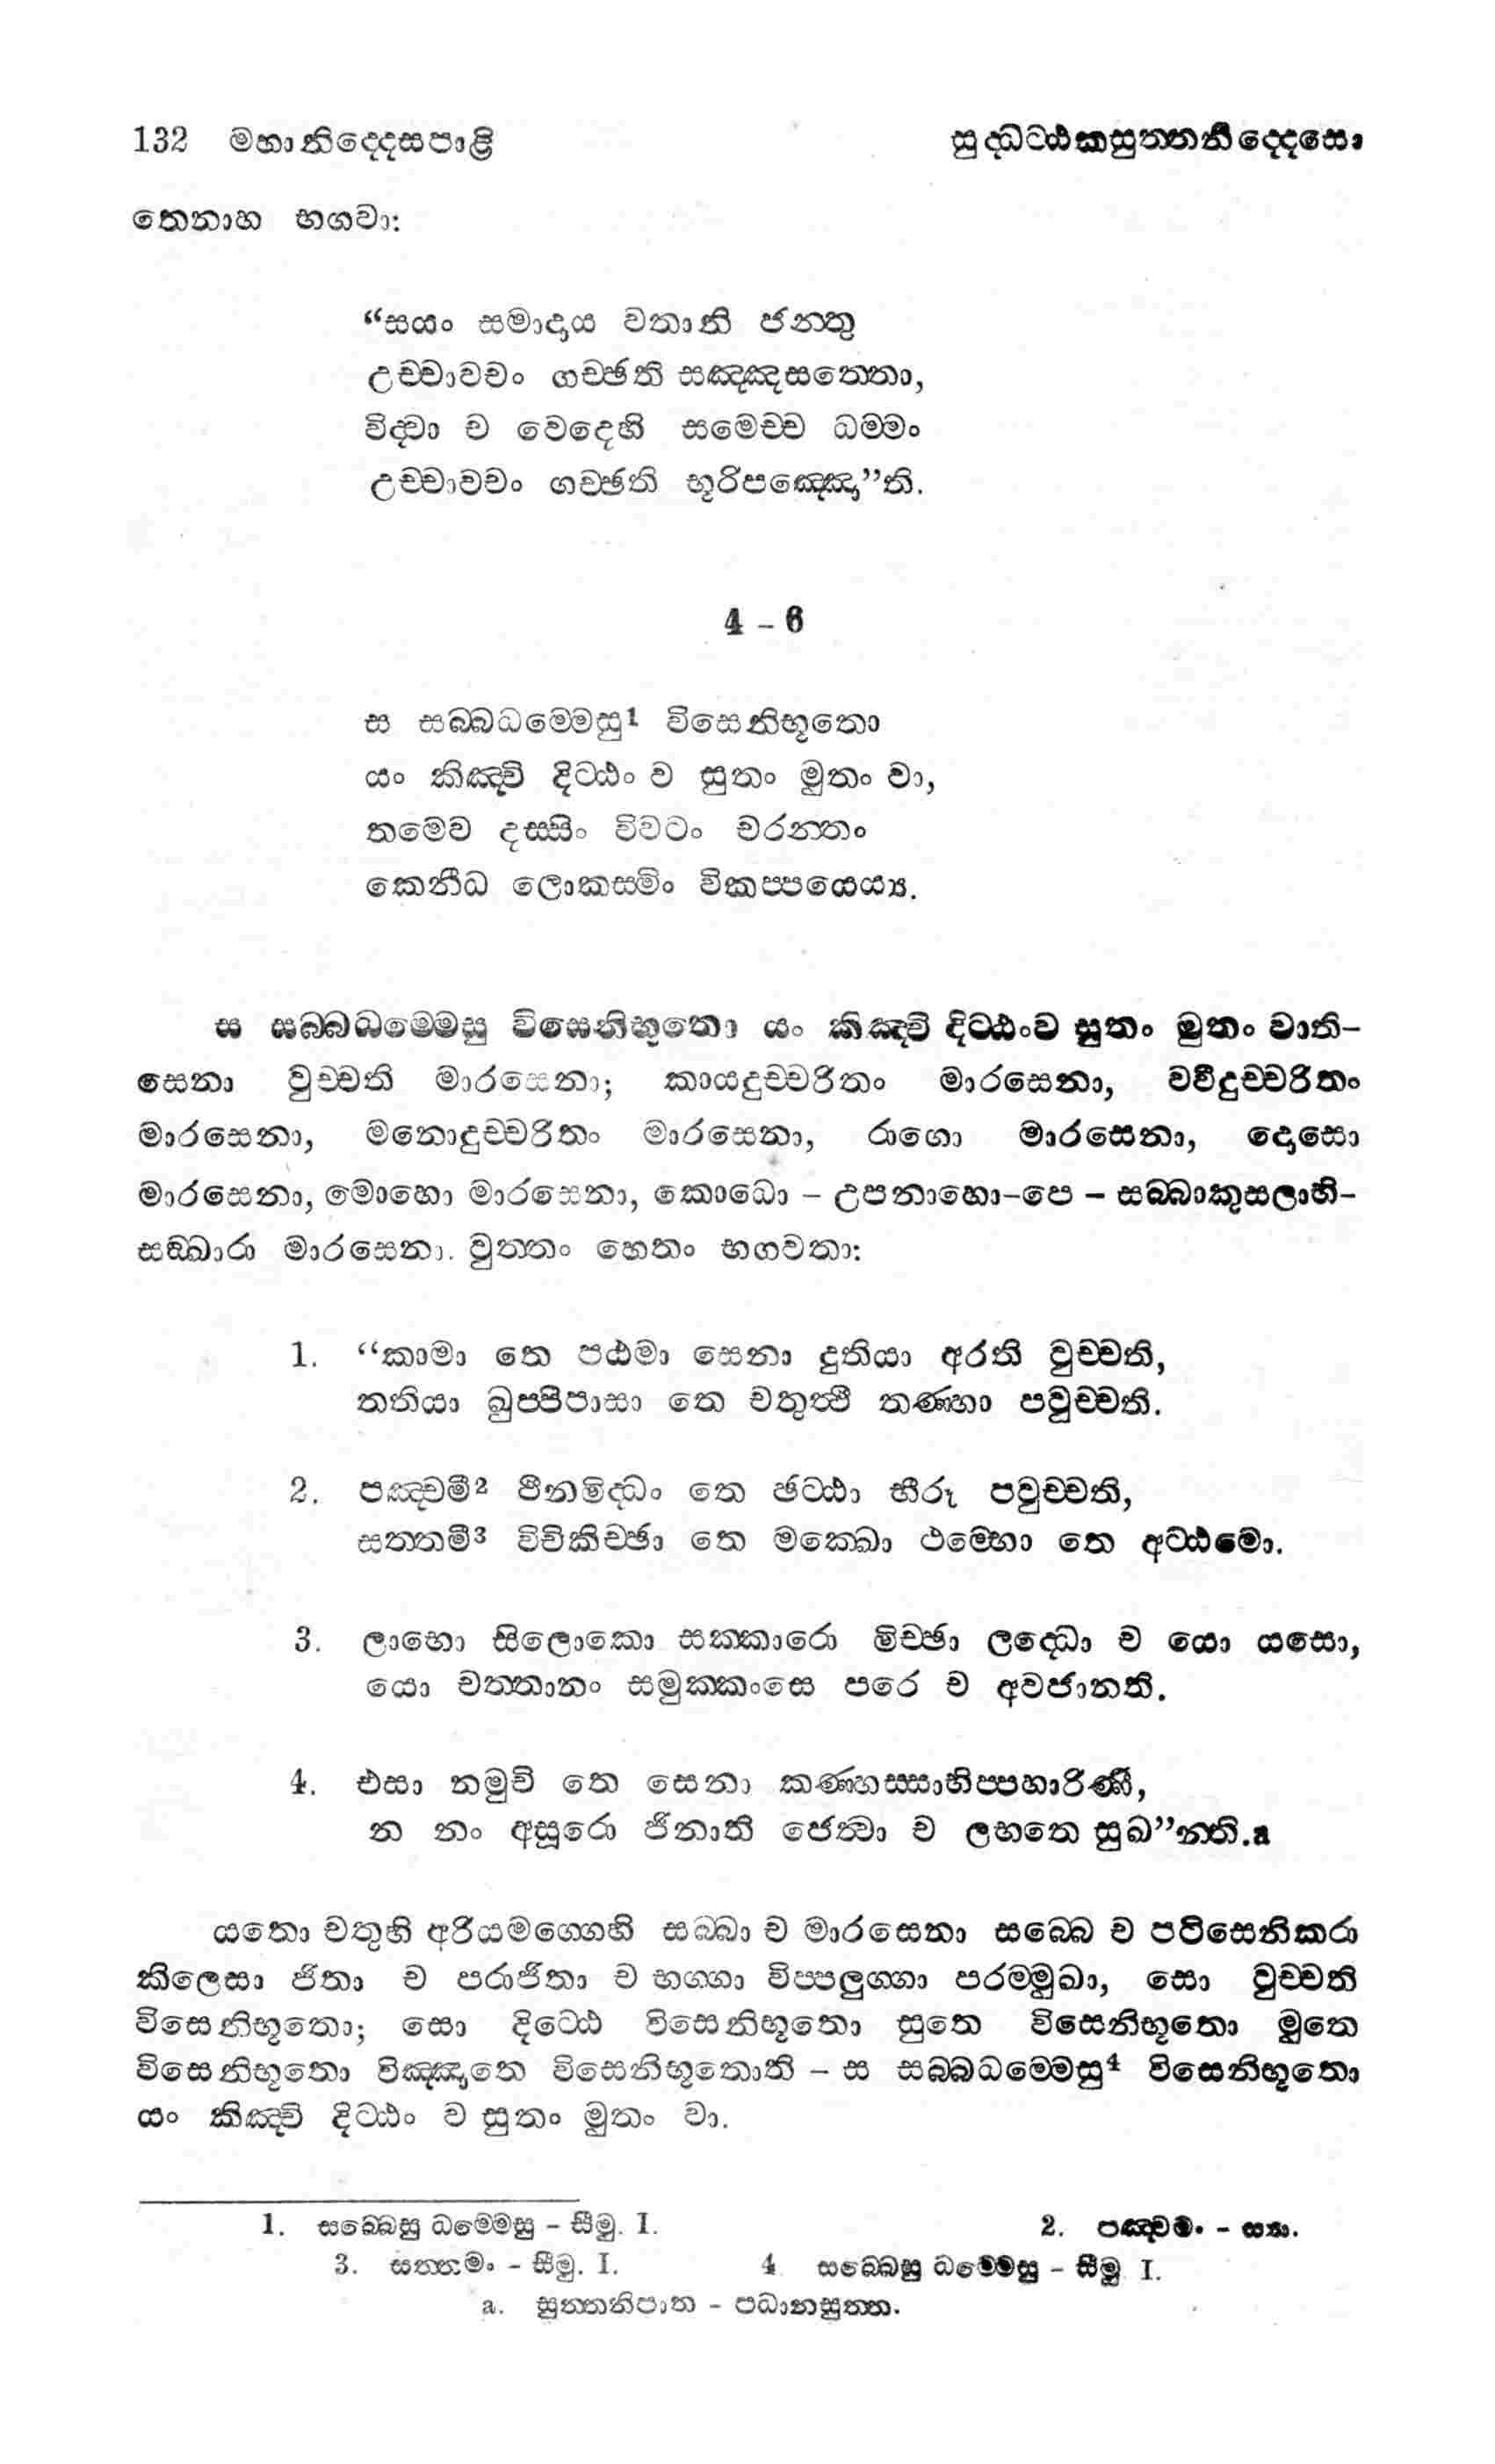 132 මහානිද්දෙසපාළි සුද්ධට්ඨකසුත්තනිද්දෙසො
තෙනාහ භගවා:
“සයං සමාදාය වතානි ජන්තු
උච්චාවචං ගච්ඡති සඤ්ඤසත්තො,
විද්වා ච වෙදෙහි සමෙච්ච ධම්මං
උච්චාවචං ගච්ඡති භූරිපඤ්ඤො”ති.
4 - 6
ස සබ්බධම්මෙසු1 විසෙනිභූතො
යං කිඤ්චි දිට්ඨං ව සුතං මුතං වා,
තමෙව දස්සිං විවටං චරන්තං
කෙනීධ ලොකස්මිං විකප්පයෙය්‍ය.
ස සබ්බධම්මෙසු විසෙනිභූතො යං කිඤ්චි දිට්ඨංව සුතං මුතං වාති-
සෙනා වුච්චති මාරසෙනා; කායදුච්චරිතං මාරසෙනා, වචීදුච්චරිතං
මාරසෙනා, මනොදුච්චරිතං මාරසෙනා, රාගො මාරසෙනා, දොසො
මාරසෙනා, මොහො මාරසෙනා, කොධො - උපනාහො-පෙ - සබ්බාකුසලාභි-
සඞ්ඛාරා මාරසෙනා. වුත්තං හෙතං භගවතා:
1. “කාමා තෙ පඨමා සෙනා දුතියා අරති වුච්චති,
තතියා ඛුප්පිපාසා තෙ චතුත්ථී තණ්හා පවුච්චති.
2. පඤ්චමී2 ථීනමිද්ධං තෙ ඡට්ඨා භීරූ පවුච්චති,
සත්තමී3 විචිකිච්ඡා තෙ මක්ඛො ථම්භො තෙ අට්ඨමො.
3. ලාභො සිලොකො සක්කාරො මිච්ඡා ලද්ධො ච යො යසො,
යො චත්තානං සමුක්කංසෙ පරෙ ච අවජානති.
4. එසා නමුචි තෙ සෙනා කණ්හස්සාභිප්පහාරිණී,
න නං අසූරො ජිනාති ජෙත්වා ච ලභතෙ සුඛ”න්ති.a
යතො චතුහි අරියමග්ගෙහි සබ්බා ච මාරසෙනා සබ්බෙ ච පටිසෙනිකරා
කිලෙසා ජිතා ච පරාජිතා ච භග්ගා විප්පලුග්ගා පරම්මුඛා, සො වුච්චති
විසෙනිභූතො; සො දිට්ඨෙ විසෙනිභූතො සුතෙ විසෙනිභූතො මුතෙ
විසෙනිභූතො විඤ්ඤාතෙ විසෙනිභූතොති - ස සබ්බධම්මෙසු4 විසෙනිභූතො
යං කිඤ්චි දිට්ඨං ව සුතං මුතං වා.
1. සබ්බෙසු ධම්මෙසු - සීමු. I. 2. පඤ්චමං - ස්‍යා.
3. සත්තමං - සීමු. I. 4 සබ්බෙසු ධම්මෙසු - සීමු I.
a. සුත්තනිපාත - පධානසුත්ත.